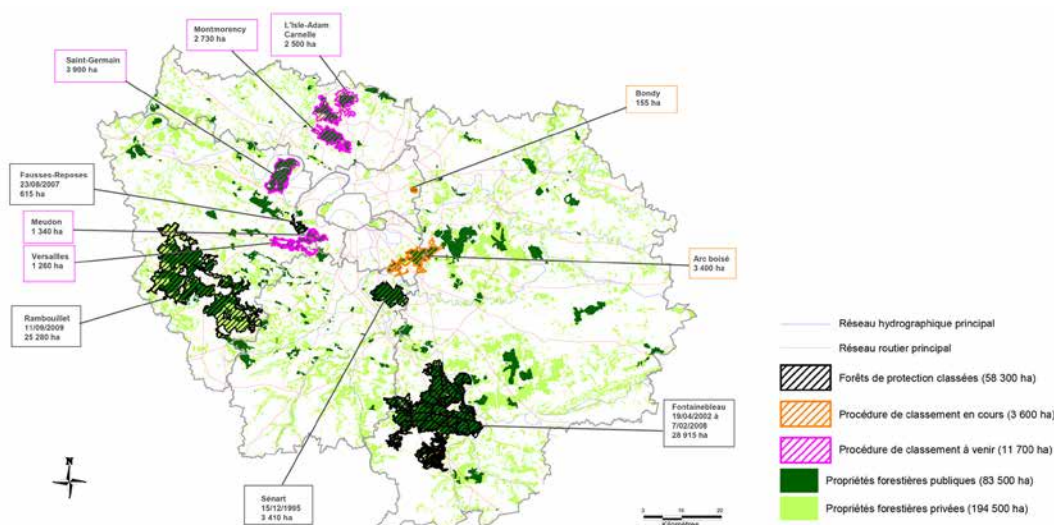 L'Isle-Adam
Carnelle
2 500 ha
Montmorency
2 730 ha
Saint-Germain
3 900 ha
Bondy
155 ha
Fausses-Reposes
23/08/2007
615 ha
Meudon
1 340 ha
Versailles
1 260 ha
Arc boisé
3 400 ha
Rambouillet
11/09/2009
25 280 ha
Fontainebleau
19/04/2002 à
7/02/2008
28 915 ha
Sénart
15/12/1995
3 410 ha
N
Kilomètres
Réseau hydrographique principal
Réseau routier principal
Forêts de protection classées (58 300 ha)
Procédure de classement en cours (3 600 ha)
Procédure de classement à venir (11 700 ha)
Propriétés forestières publiques (83 500 ha)
Propriétés forestières privées (194 500 ha)